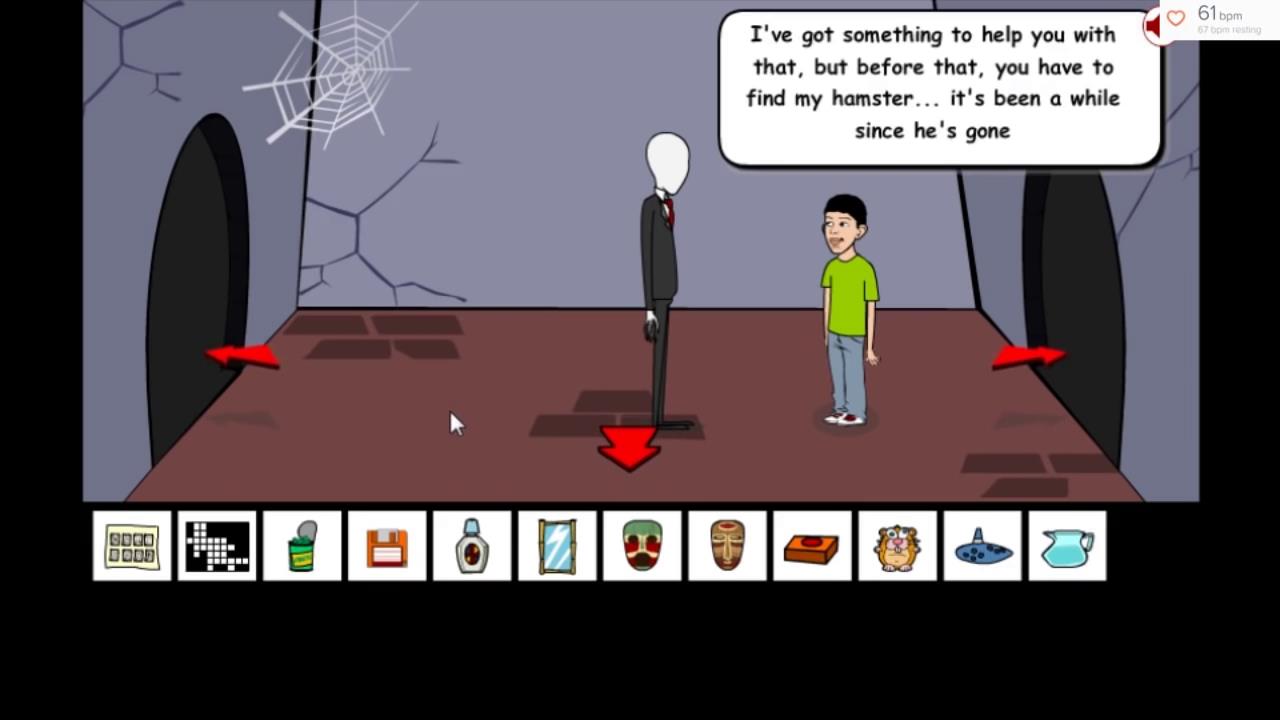 I've got something to help you with
that, but before that, you have to
find my hamster... it's been a while
since he's gone
61 bpm
67 bpm resting